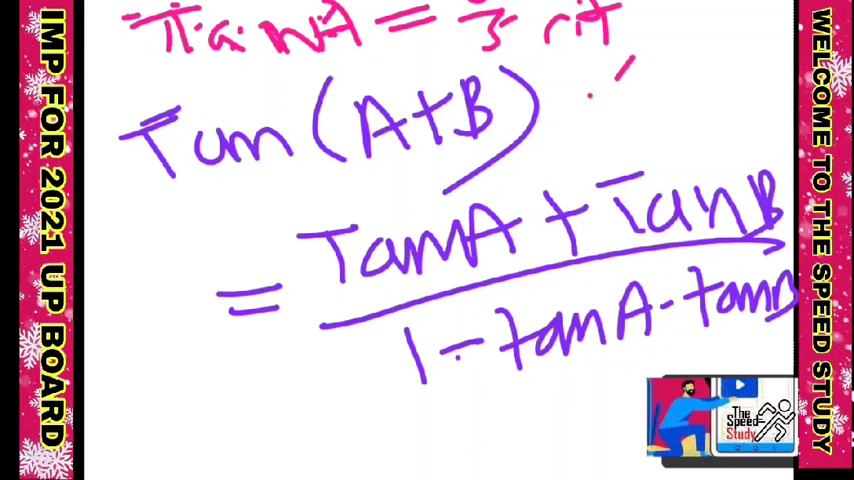 IMP FOR 2021 UP BOARD
Tan (A+B)
= TanA + TanB
1 - tanA · tanB
The
Speed
Study
WELCOME TO THE SPEED STUDY